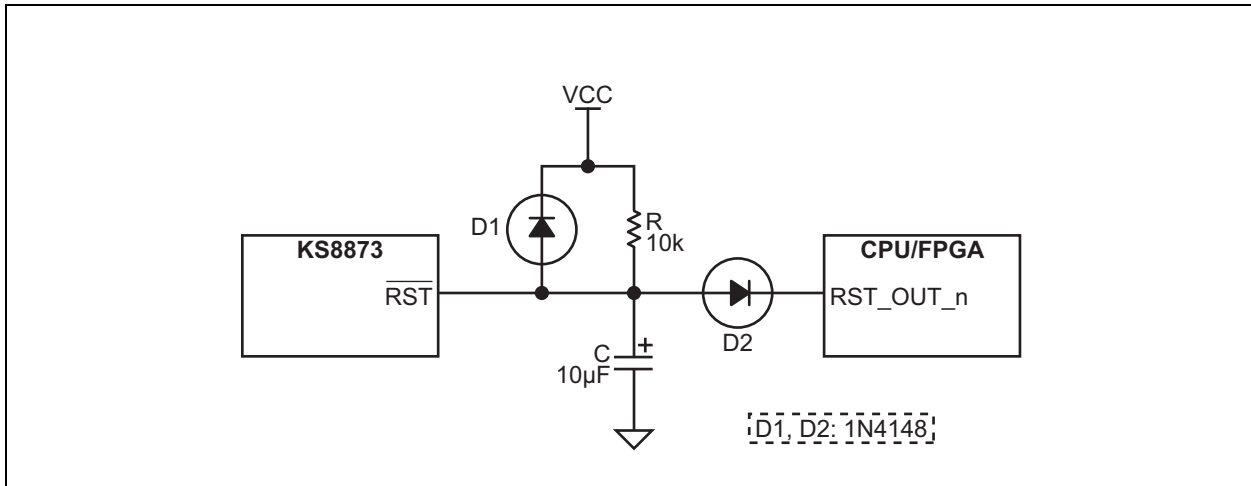 VCC
D1
R
10k
KS8873
RST
CPU/FPGA
RST_OUT_n
D2
C
+
10µF
D1, D2: 1N4148